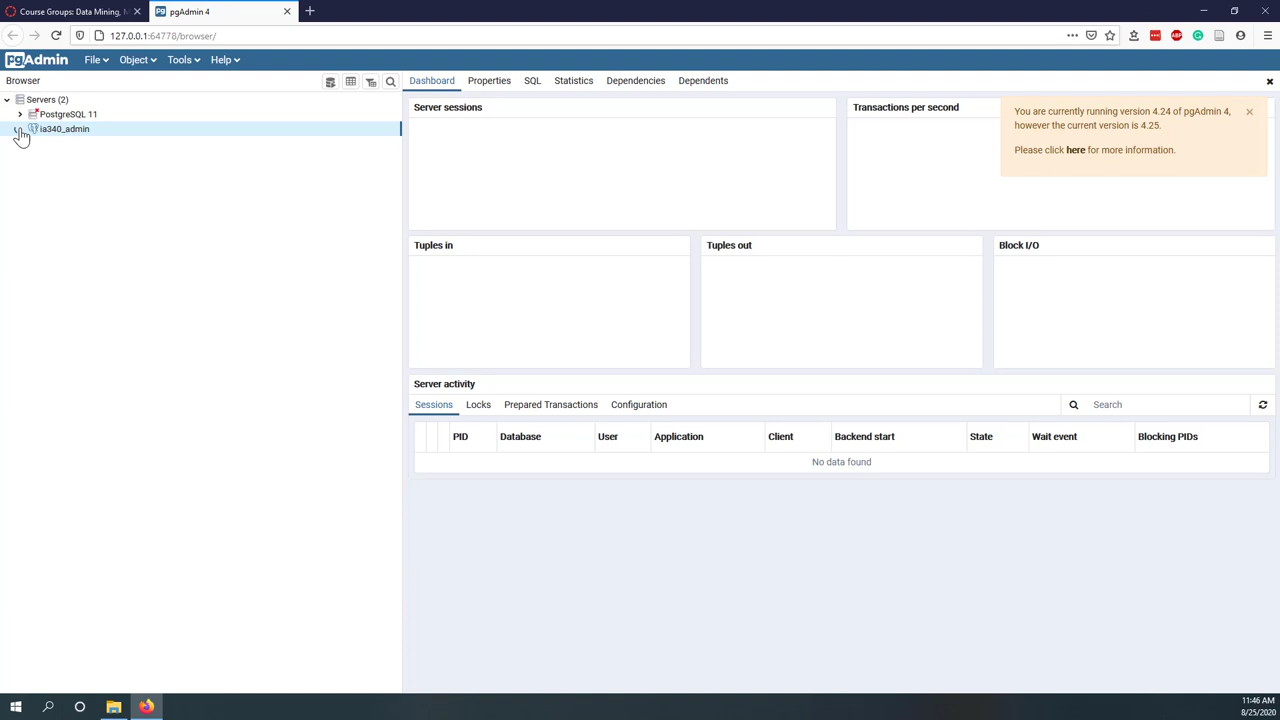 Course Groups: Data Mining, M
pgAdmin 4
127.0.0.1:64778/browser/
pgAdmin
File
Object
Tools
Help
Browser
Dashboard
Properties
SQL
Statistics
Dependencies
Dependents
Servers (2)
PostgreSQL 11
ia340_admin
Server sessions
Transactions per second
You are currently running version 4.24 of pgAdmin 4,
however the current version is 4.25.
Please click here for more information.
Tuples in
Tuples out
Block I/O
Server activity
Sessions
Locks
Prepared Transactions
Configuration
Search
PID
Database
User
Application
Client
Backend start
State
Wait event
Blocking PIDs
No data found
11:46 AM
8/25/2020